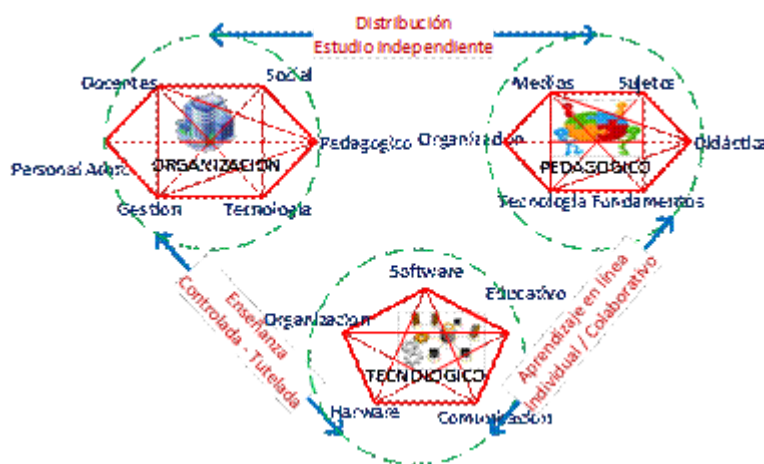 Distribución
Estudio independiente
Docentes
Social
Personal Adm
ORGANIZACION
Pedagogico
Gestion
Tecnologia
Medios
Sujetos
Organizacion
PEDAGOGICO
Didáctica
Tecnologia
Fundamentos
Software
Educativo
Organizacion
TECNOLOGICO
Harware
Comunicacion
Enseñanza
Controlada - Tutelada
Aprendizaje en línea
Individual / Colaborativo